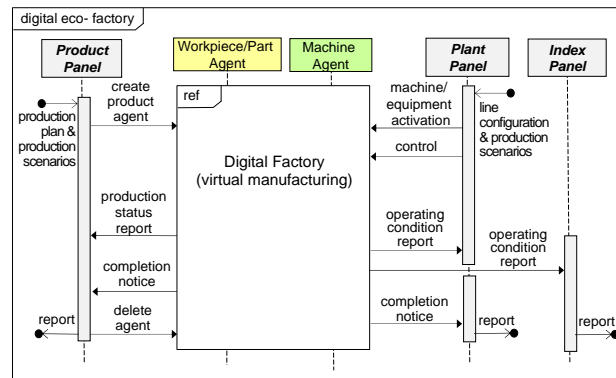 digital eco- factory
Product
Panel
Workpiece/Part
Agent
Machine
Agent
Plant
Panel
Index
Panel
create
product
agent
production
plan &
production
scenarios
ref
machine/
equipment
activation
line
configuration
& production
scenarios
control
Digital Factory
(virtual manufacturing)
production
status
report
operating
condition
report
operating
condition
report
completion
notice
completion
notice
report
delete
agent
report
report